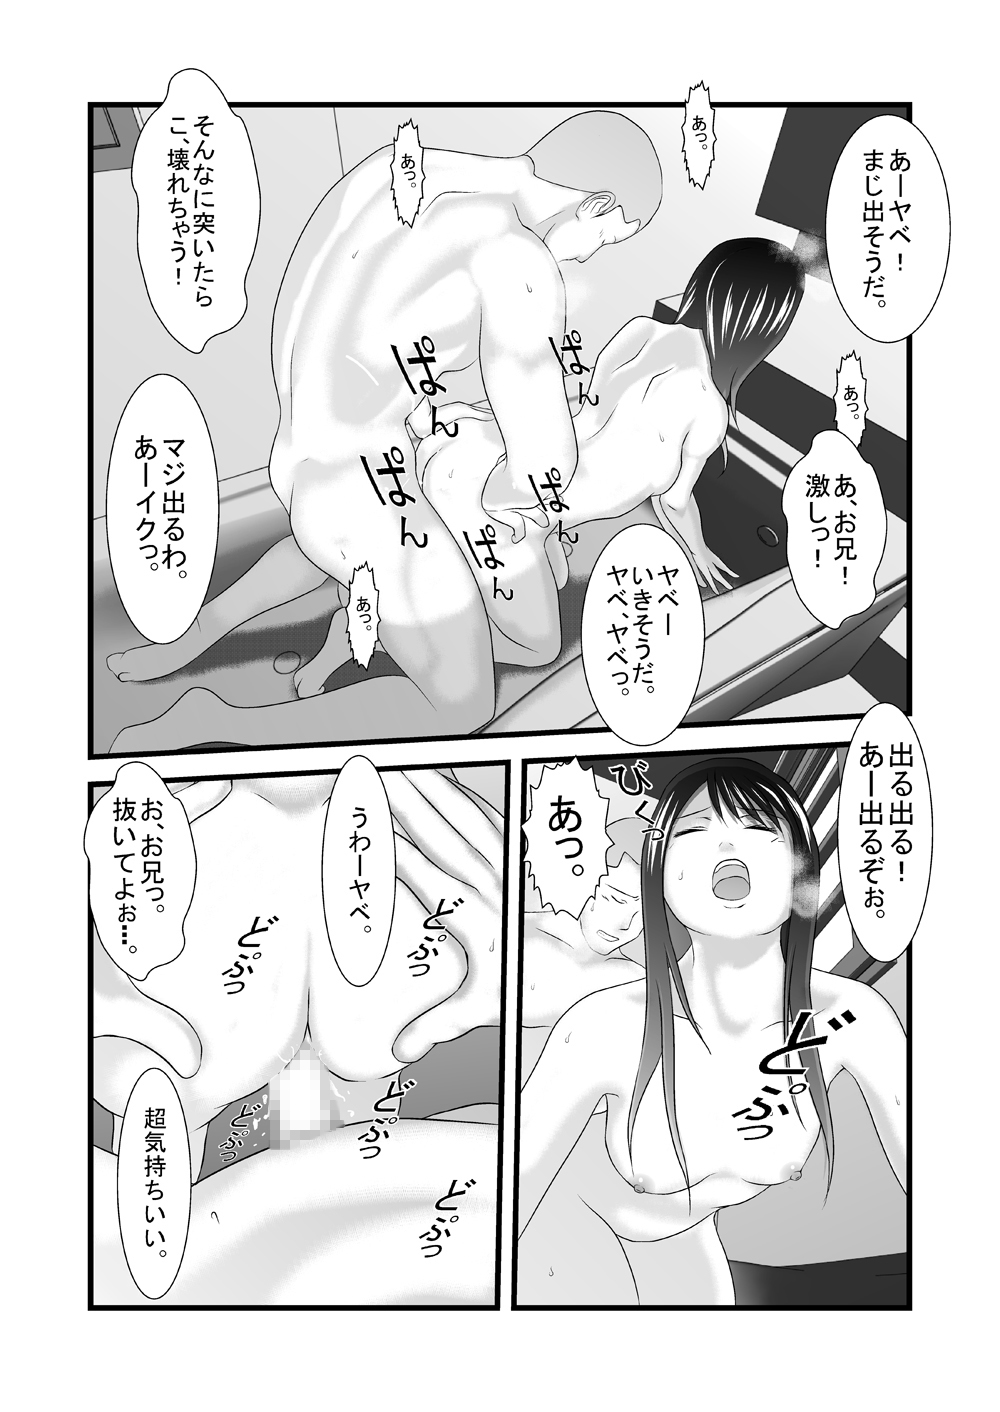 あーヤベ！
まじ出そうだ。
あっ。
あっ。
そんなに突いたら
こ、壊れちゃう！
あっ。
あ、お兄！
激しっ！
ぱん
ぱん
ぱん
ぱん
ぱん
マジ出るわ。
あーイクっ。
ヤベー
いきそうだ。
ヤベ、ヤベっ。
あっ。
出る出る！
あー出るぞぉ。
びくっ
あっ。
どぷっ
うわーヤベ。
お、お兄っ。
抜いてよぉ…。
どぷっ
どぷっ
どぷっ
どぷっ
どぷっ
超気持ちいい。